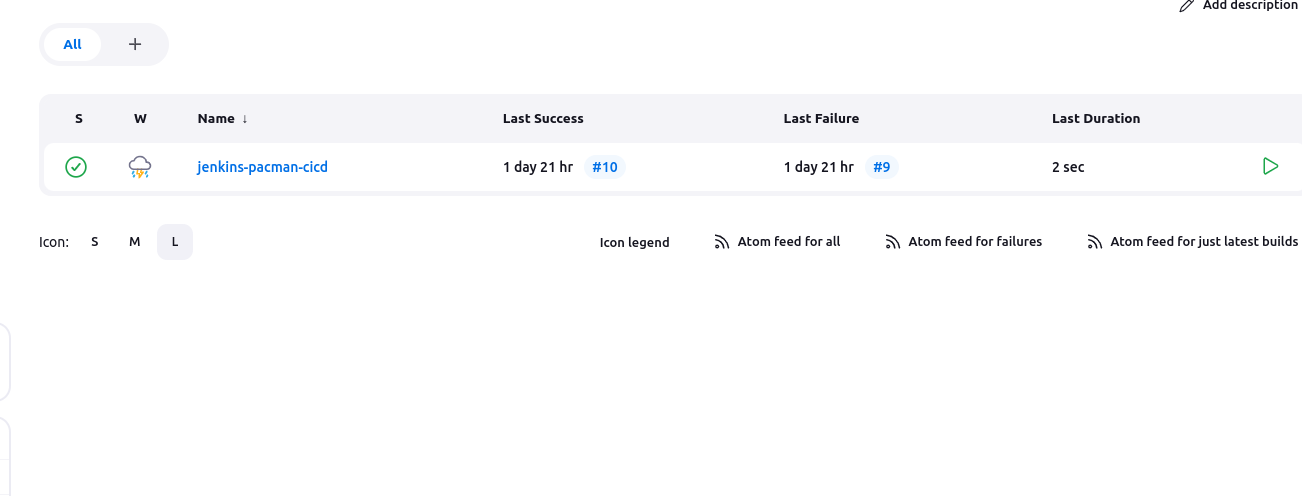 Add description
All +
S W Name ↓ Last Success Last Failure Last Duration
jenkins-pacman-cicd 1 day 21 hr #10 1 day 21 hr #9 2 sec
Icon: S M L Icon legend Atom feed for all Atom feed for failures Atom feed for just latest builds